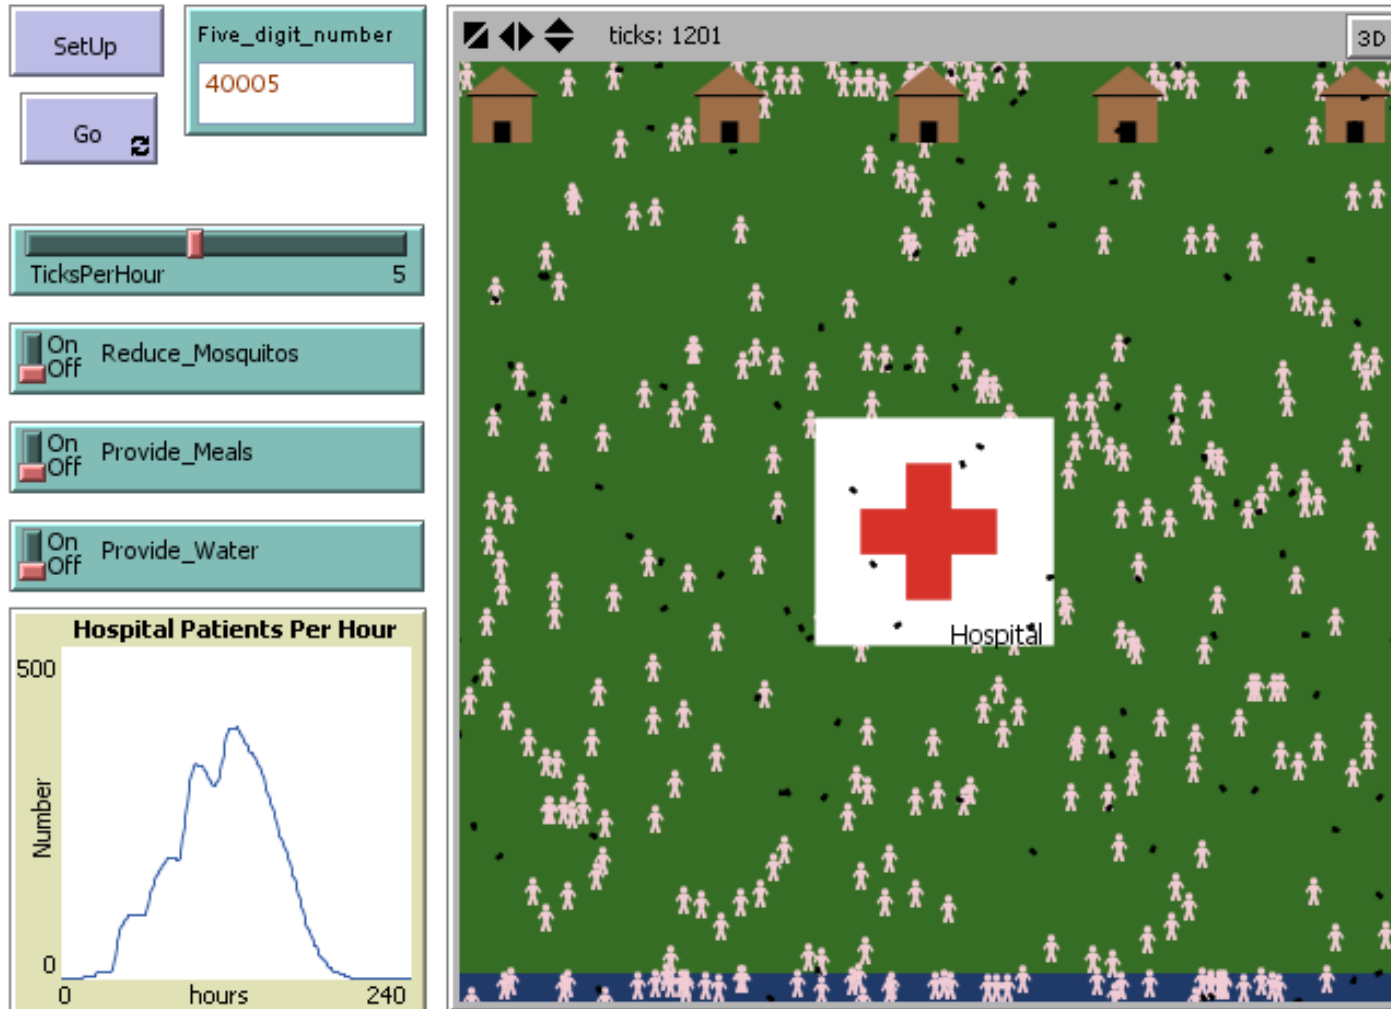 SetUp
Five_digit_number
40005
Go
ticks: 1201
3D
TicksPerHour 5
On
Off
Reduce_Mosquitos
On
Off
Provide_Meals
On
Off
Provide_Water
Hospital Patients Per Hour
500
Number
0
0 hours 240
Hospital